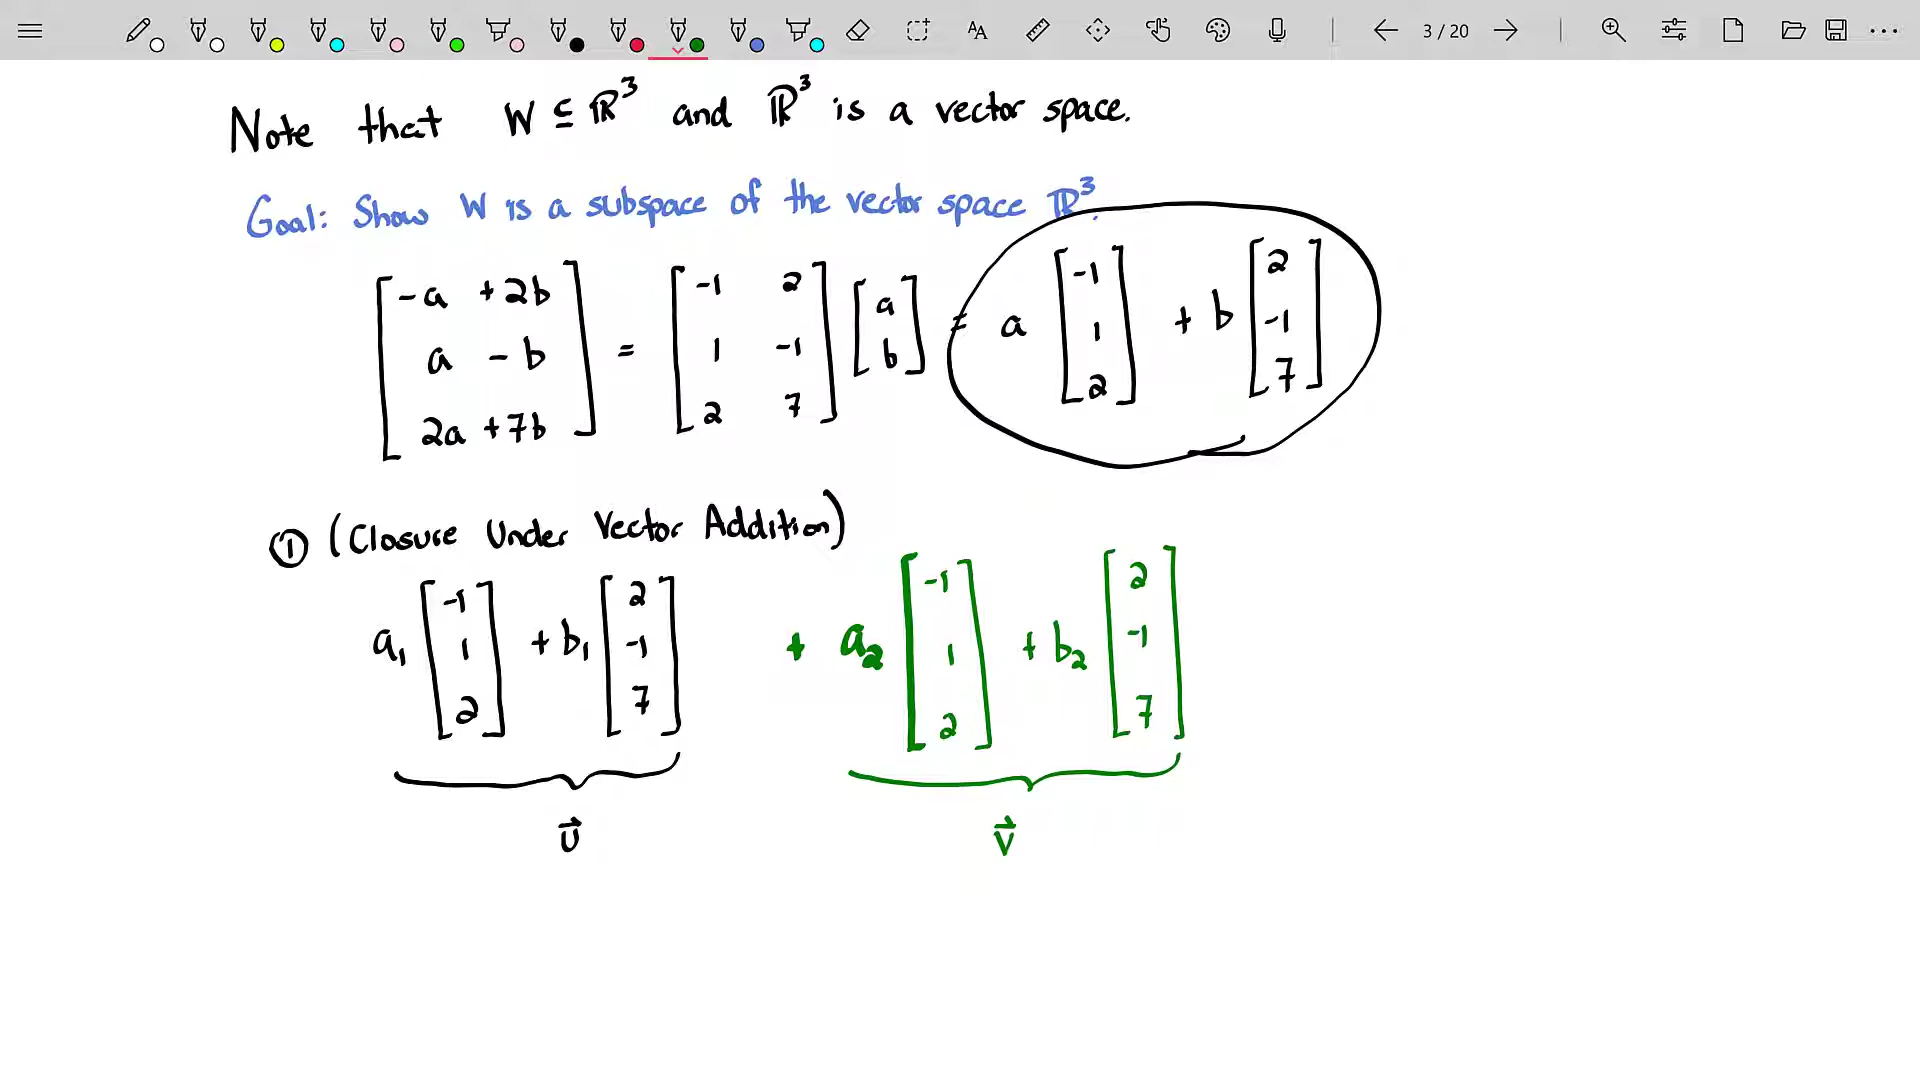 3 / 20
Note that W ⊆ ℝ³ and ℝ³ is a vector space.
Goal: Show W is a subspace of the vector space ℝ³.
[-a + 2b; a - b; 2a + 7b] = [-1 2; 1 -1; 2 7] [a; b] = a [-1; 1; 2] + b [2; -1; 7]
① (Closure Under Vector Addition)
a₁ [-1; 1; 2] + b₁ [2; -1; 7] + a₂ [-1; 1; 2] + b₂ [2; -1; 7]
U⃗ V⃗